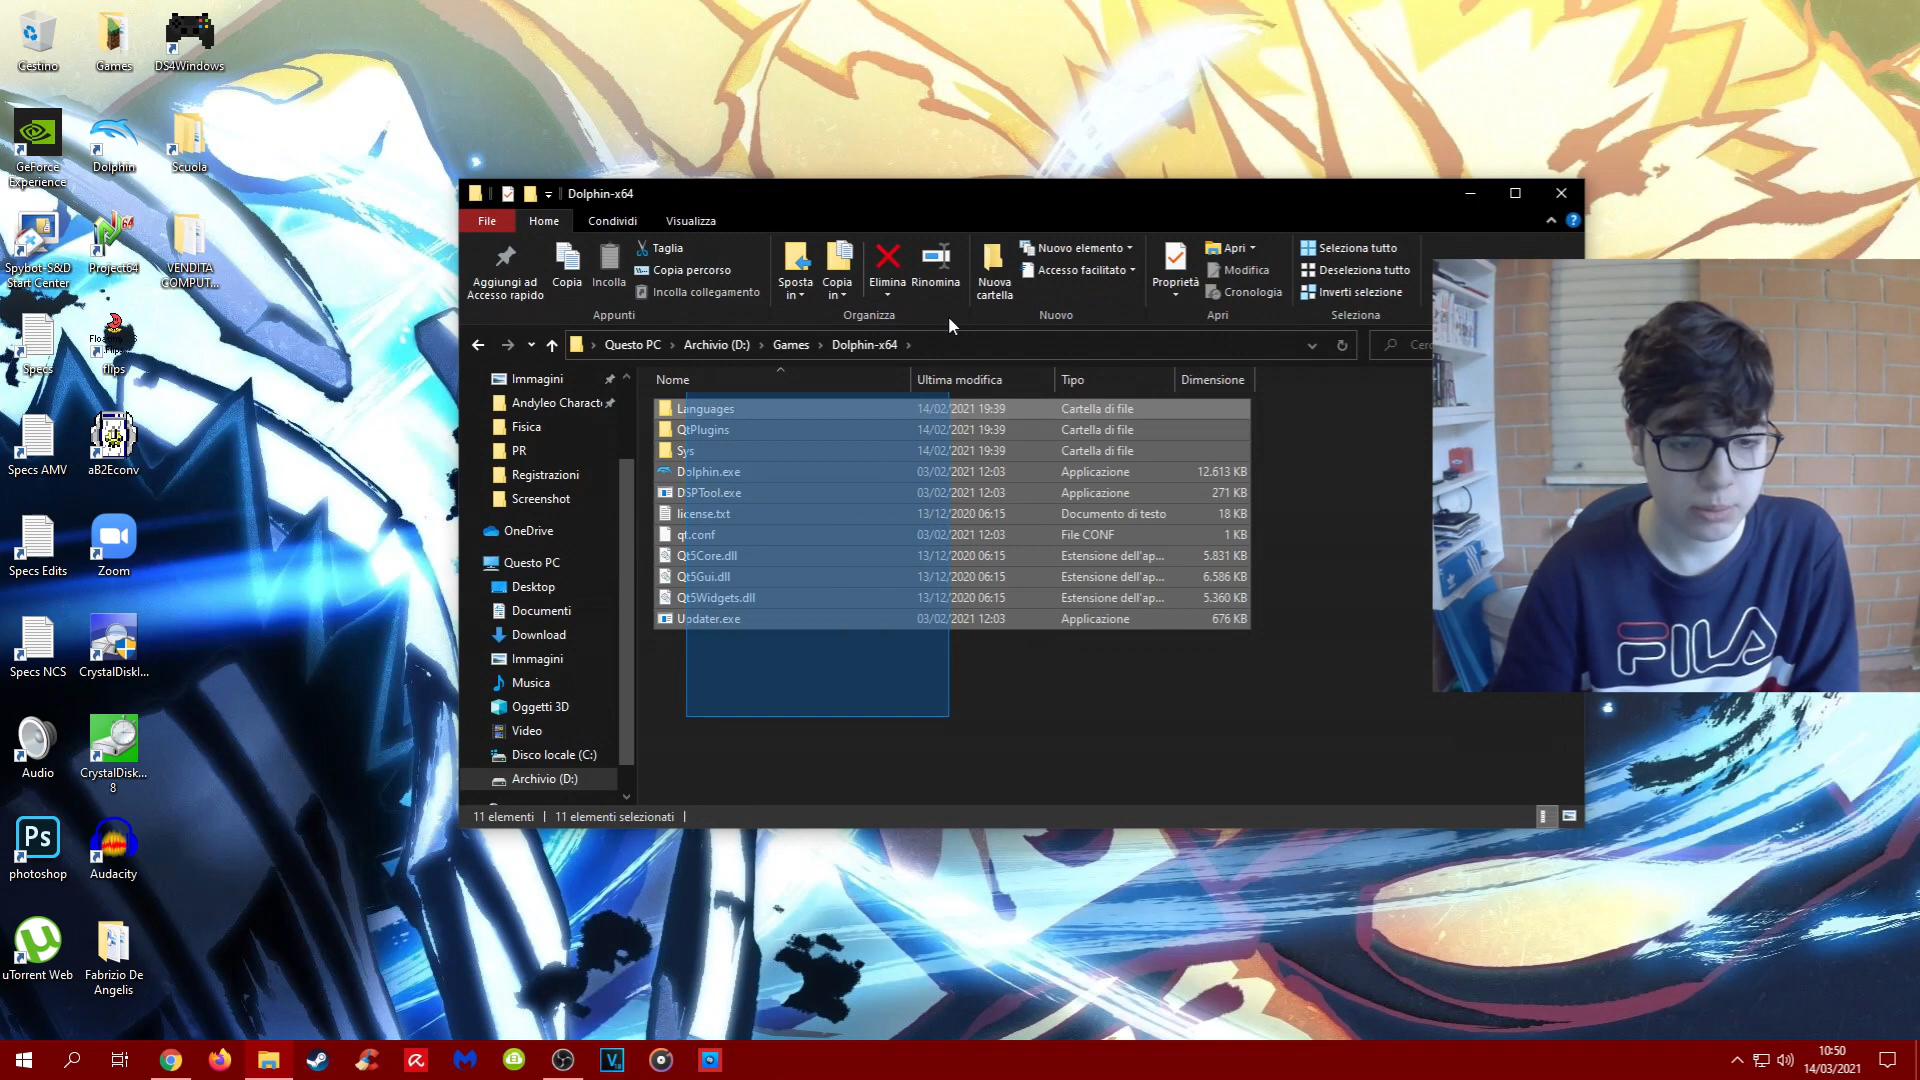 Cestino
Games
DS4Windows
GeForce
Experience
Dolphin
Scuola
Spybot-S&D
Start Center
Project64
VENDITA
COMPUT...
Specs
flips
Specs AMV
aB2Econv
Specs Edits
Zoom
Specs NCS
CrystalDiskI...
Audio
CrystalDisk...
8
Ps
photoshop
Audacity
uTorrent Web
Fabrizio De
Angelis
Dolphin-x64
File
Home
Condividi
Visualizza
Aggiungi ad
Accesso rapido
Copia
Incolla
Taglia
Copia percorso
Incolla collegamento
Appunti
Sposta
in
Copia
in
Elimina
Rinomina
Organizza
Nuova
cartella
Nuovo elemento
Accesso facilitato
Nuovo
Proprietà
Apri
Modifica
Cronologia
Apri
Seleziona tutto
Deseleziona tutto
Inverti selezione
Seleziona
Questo PC > Archivio (D:) > Games > Dolphin-x64 >
Cerc
Immagini
Andyleo Charact
Fisica
PR
Registrazioni
Screenshot
OneDrive
Questo PC
Desktop
Documenti
Download
Immagini
Musica
Oggetti 3D
Video
Disco locale (C:)
Archivio (D:)
Nome Ultima modifica Tipo Dimensione
Languages 14/02/2021 19:39 Cartella di file
QtPlugins 14/02/2021 19:39 Cartella di file
Sys 14/02/2021 19:39 Cartella di file
Dolphin.exe 03/02/2021 12:03 Applicazione 12.613 KB
DSPTool.exe 03/02/2021 12:03 Applicazione 271 KB
license.txt 13/12/2020 06:15 Documento di testo 18 KB
qt.conf 03/02/2021 12:03 File CONF 1 KB
Qt5Core.dll 13/12/2020 06:15 Estensione dell'ap... 5.831 KB
Qt5Gui.dll 13/12/2020 06:15 Estensione dell'ap... 6.586 KB
Qt5Widgets.dll 13/12/2020 06:15 Estensione dell'ap... 5.360 KB
Updater.exe 03/02/2021 12:03 Applicazione 676 KB
11 elementi
11 elementi selezionati
FILA
10:50
14/03/2021